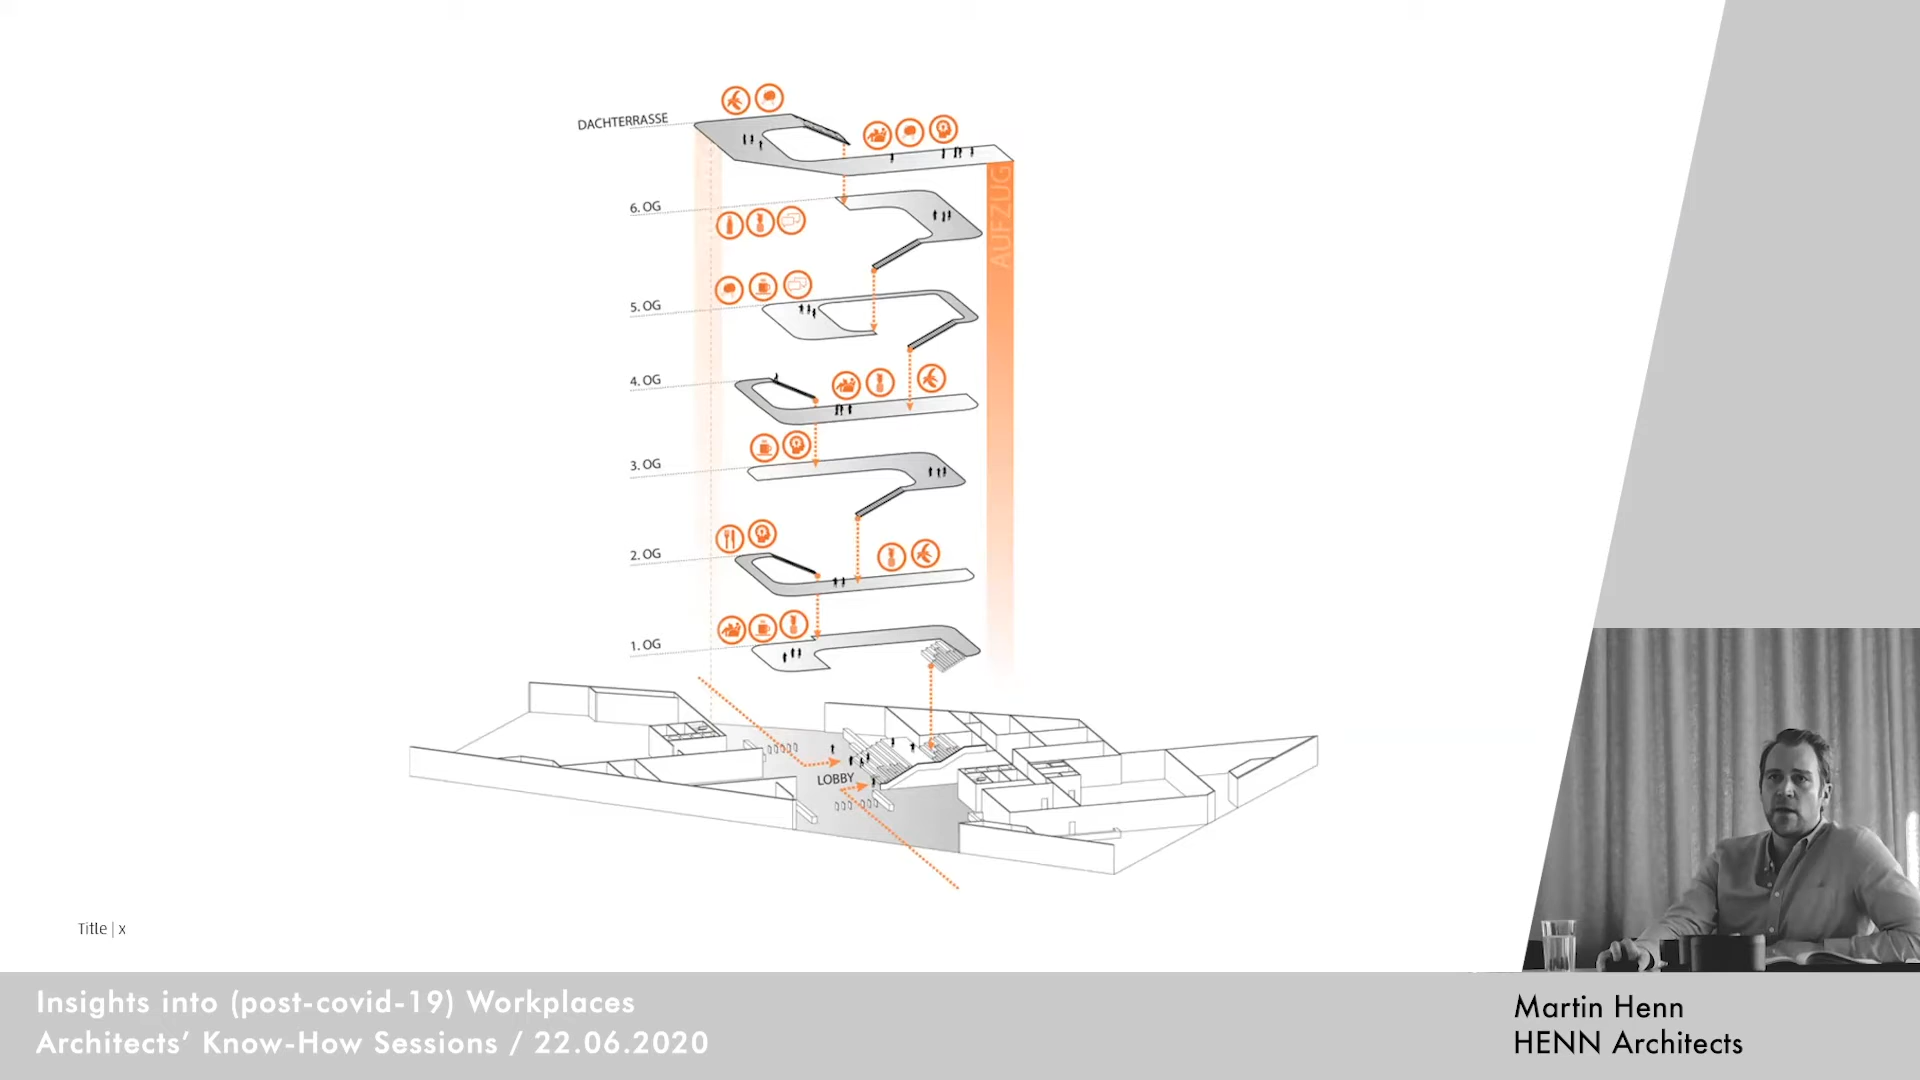 DACHTERRASSE
AUFZUG
6. OG
5. OG
4. OG
3. OG
2. OG
1. OG
LOBBY
Title | x
Insights into (post-covid-19) Workplaces
Architects’ Know-How Sessions / 22.06.2020
Martin Henn
HENN Architects